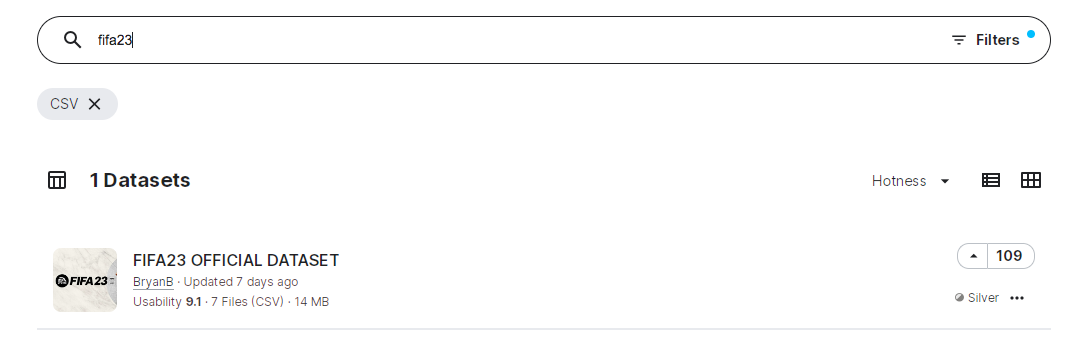 fifa23
Filters
CSV
1 Datasets
Hotness
FIFA23
FIFA23 OFFICIAL DATASET
109
BryanB · Updated 7 days ago
Usability 9.1 · 7 Files (CSV) · 14 MB
Silver